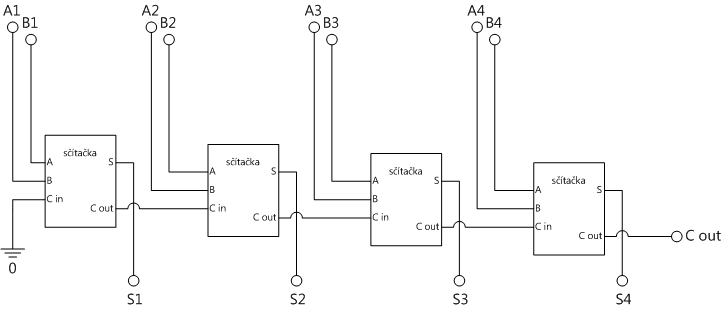 A1 A2 A3 A4
B1 B2 B3 B4
sčítačka
A S
B
C in
C out
sčítačka
A S
B
C in
C out
sčítačka
A S
B
C in
C out
sčítačka
A S
B
C in
C out
C out
0
S1 S2 S3 S4